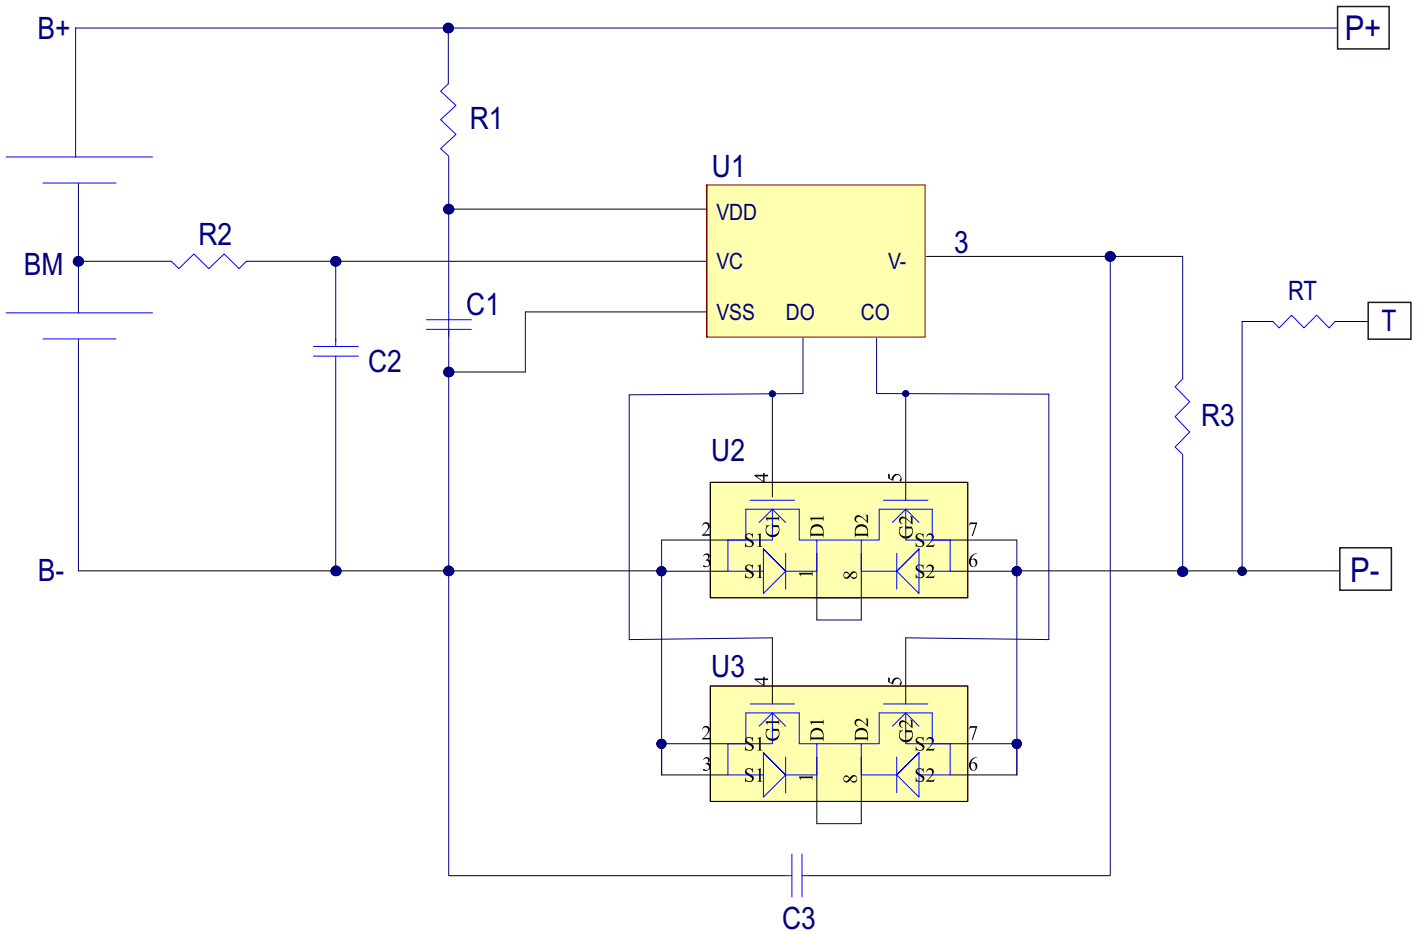 B+
P+
R1
U1
VDD
R2
3
BM
VC
V-
RT
C1
VSS
DO
CO
T
C2
R3
U2
4
5
G1
D1
D2
G2
2
S1
S2
7
3
S1
1
8
S2
6
B-
P-
U3
4
5
G1
D1
D2
G2
2
S1
S2
7
3
S1
1
8
S2
6
C3